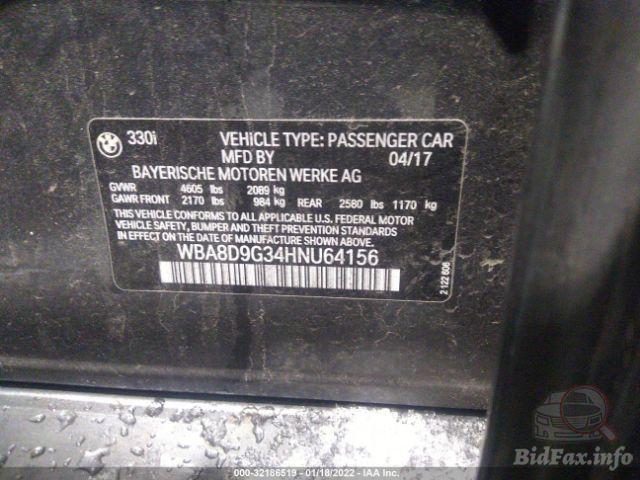 330i VEHICLE TYPE: PASSENGER CAR
MFD BY 04/17
BAYERISCHE MOTOREN WERKE AG
GVWR 4605 lbs 2089 kg
GAWR FRONT 2170 lbs 984 kg REAR 2580 lbs 1170 kg
THIS VEHICLE CONFORMS TO ALL APPLICABLE U.S. FEDERAL MOTOR
VEHICLE SAFETY, BUMPER AND THEFT PREVENTION STANDARDS
IN EFFECT ON THE DATE OF MANUFACTURE SHOWN ABOVE.
WBA8D9G34HNU64156
2 122 608
BidFax.info
000-32186519 - 01/18/2022 - IAA Inc.